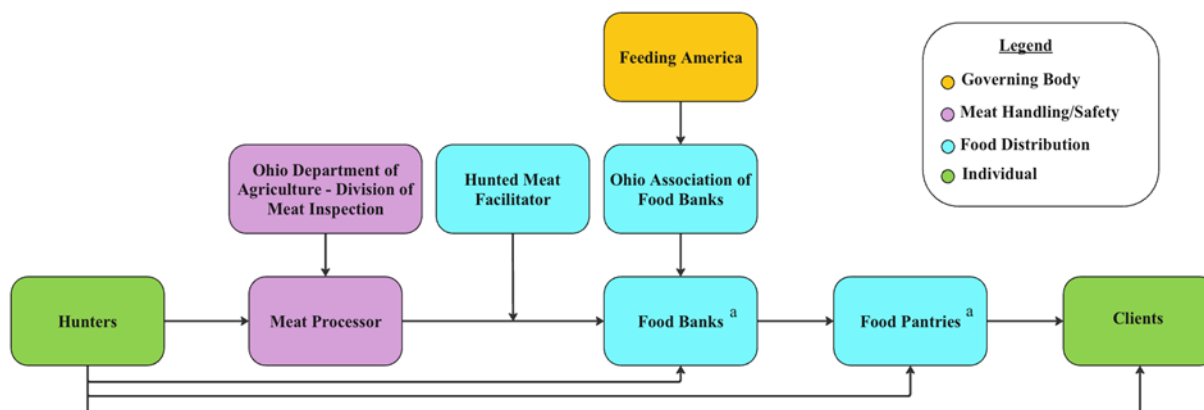 Feeding America
Legend
Governing Body
Meat Handling/Safety
Food Distribution
Individual
Ohio Department of
Agriculture - Division of
Meat Inspection
Hunted Meat
Facilitator
Ohio Association of
Food Banks
Hunters
Meat Processor
Food Banks a
Food Pantries a
Clients